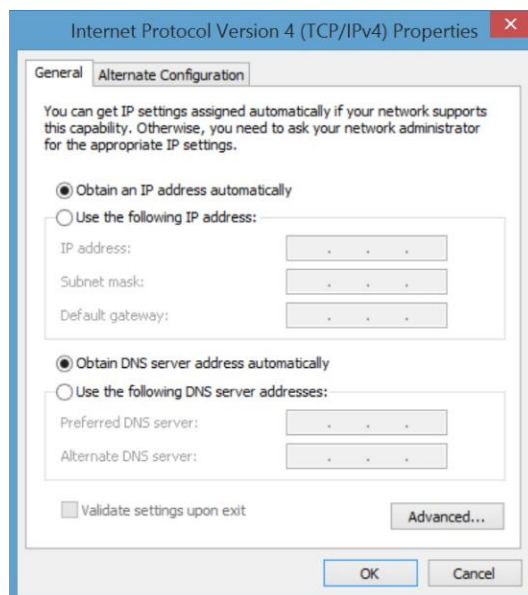 Internet Protocol Version 4 (TCP/IPv4) Properties
General
Alternate Configuration
You can get IP settings assigned automatically if your network supports
this capability. Otherwise, you need to ask your network administrator
for the appropriate IP settings.
Obtain an IP address automatically
Use the following IP address:
IP address:
Subnet mask:
Default gateway:
Obtain DNS server address automatically
Use the following DNS server addresses:
Preferred DNS server:
Alternate DNS server:
Validate settings upon exit
Advanced...
OK
Cancel